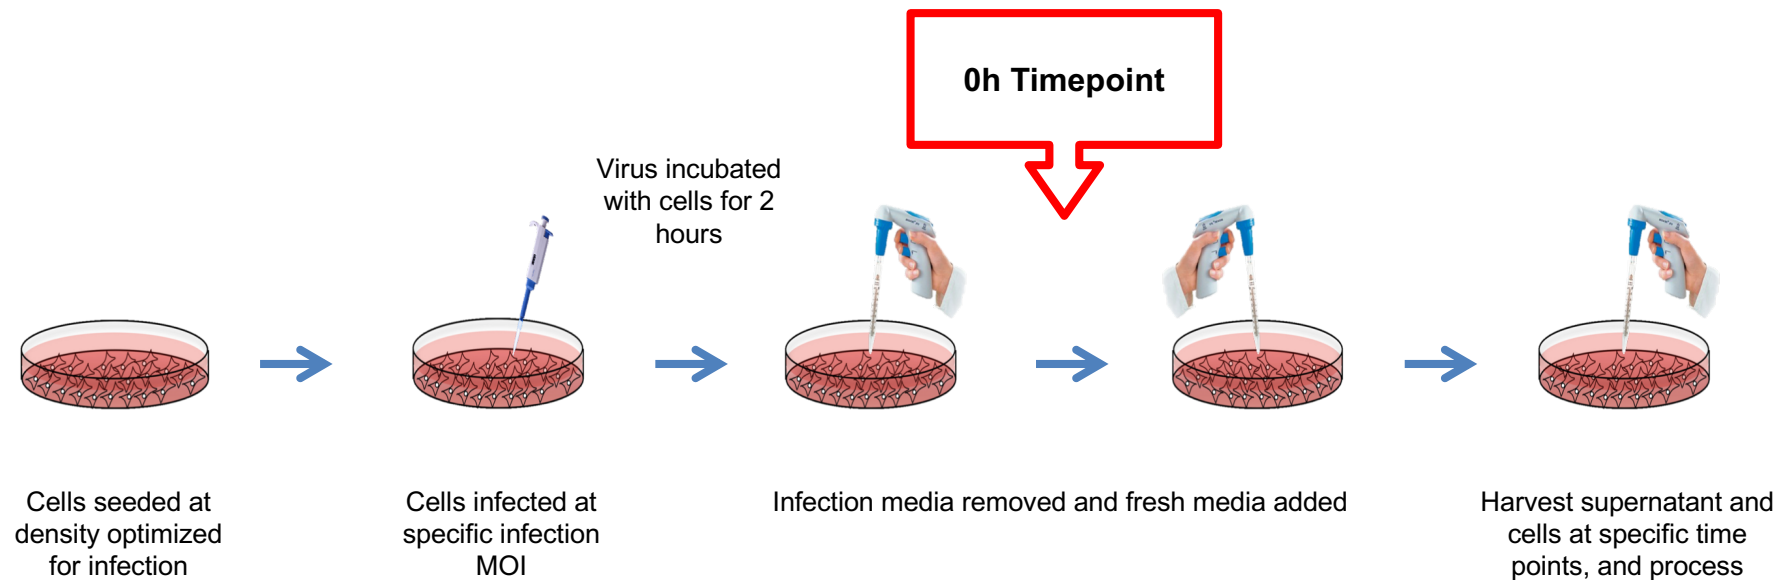 0h Timepoint
Virus incubated
with cells for 2
hours
Cells seeded at
density optimized
for infection
Cells infected at
specific infection
MOI
Infection media removed and fresh media added
Harvest supernatant and
cells at specific time
points, and process